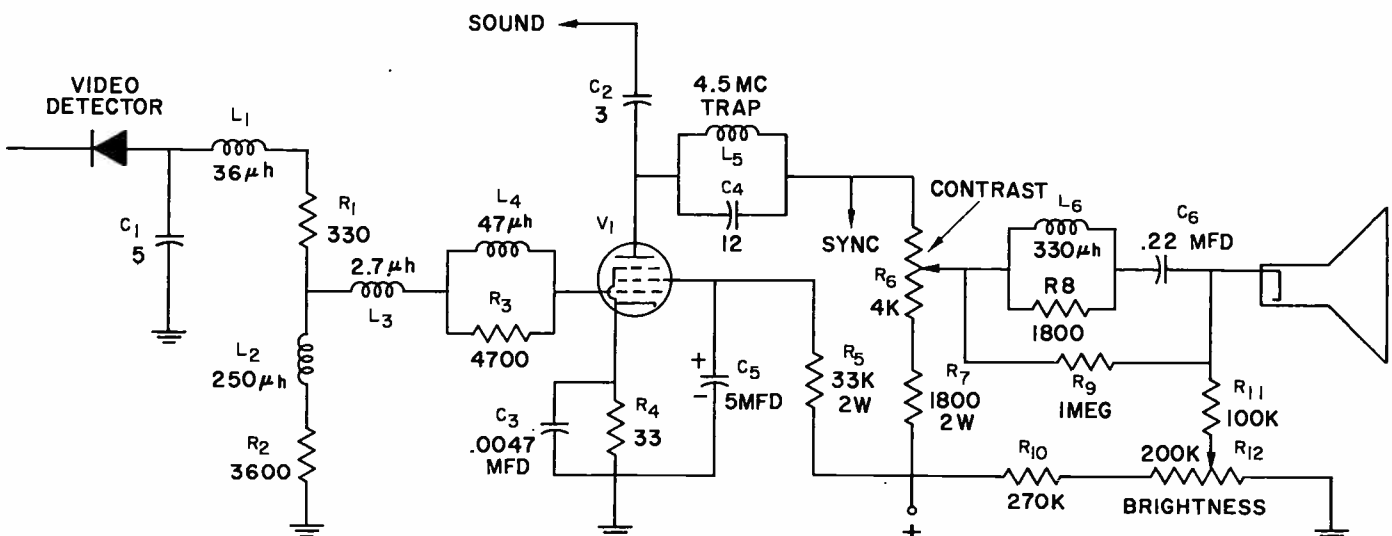 SOUND
VIDEO
DETECTOR
L1
36μh
C1
5
R1
330
L2
250μh
R2
3600
2.7μh
L3
L4
47μh
R3
4700
C2
3
4.5MC
TRAP
L5
C4
12
V1
SYNC
C3
.0047
MFD
R4
33
+
-
C5
5MFD
R5
33K
2W
CONTRAST
R6
4K
R7
1800
2W
+
L6
330μh
R8
1800
C6
.22 MFD
R9
1MEG
R10
270K
R11
100K
200K
R12
BRIGHTNESS